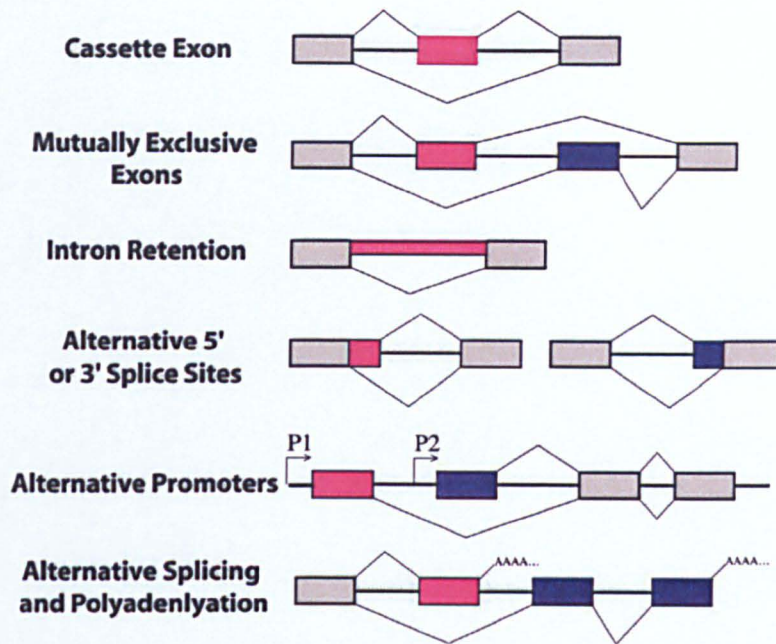 Cassette Exon
Mutually Exclusive
Exons
Intron Retention
Alternative 5'
or 3' Splice Sites
P1
P2
Alternative Promoters
AAAA...
AAAA...
Alternative Splicing
and Polyadenlyation